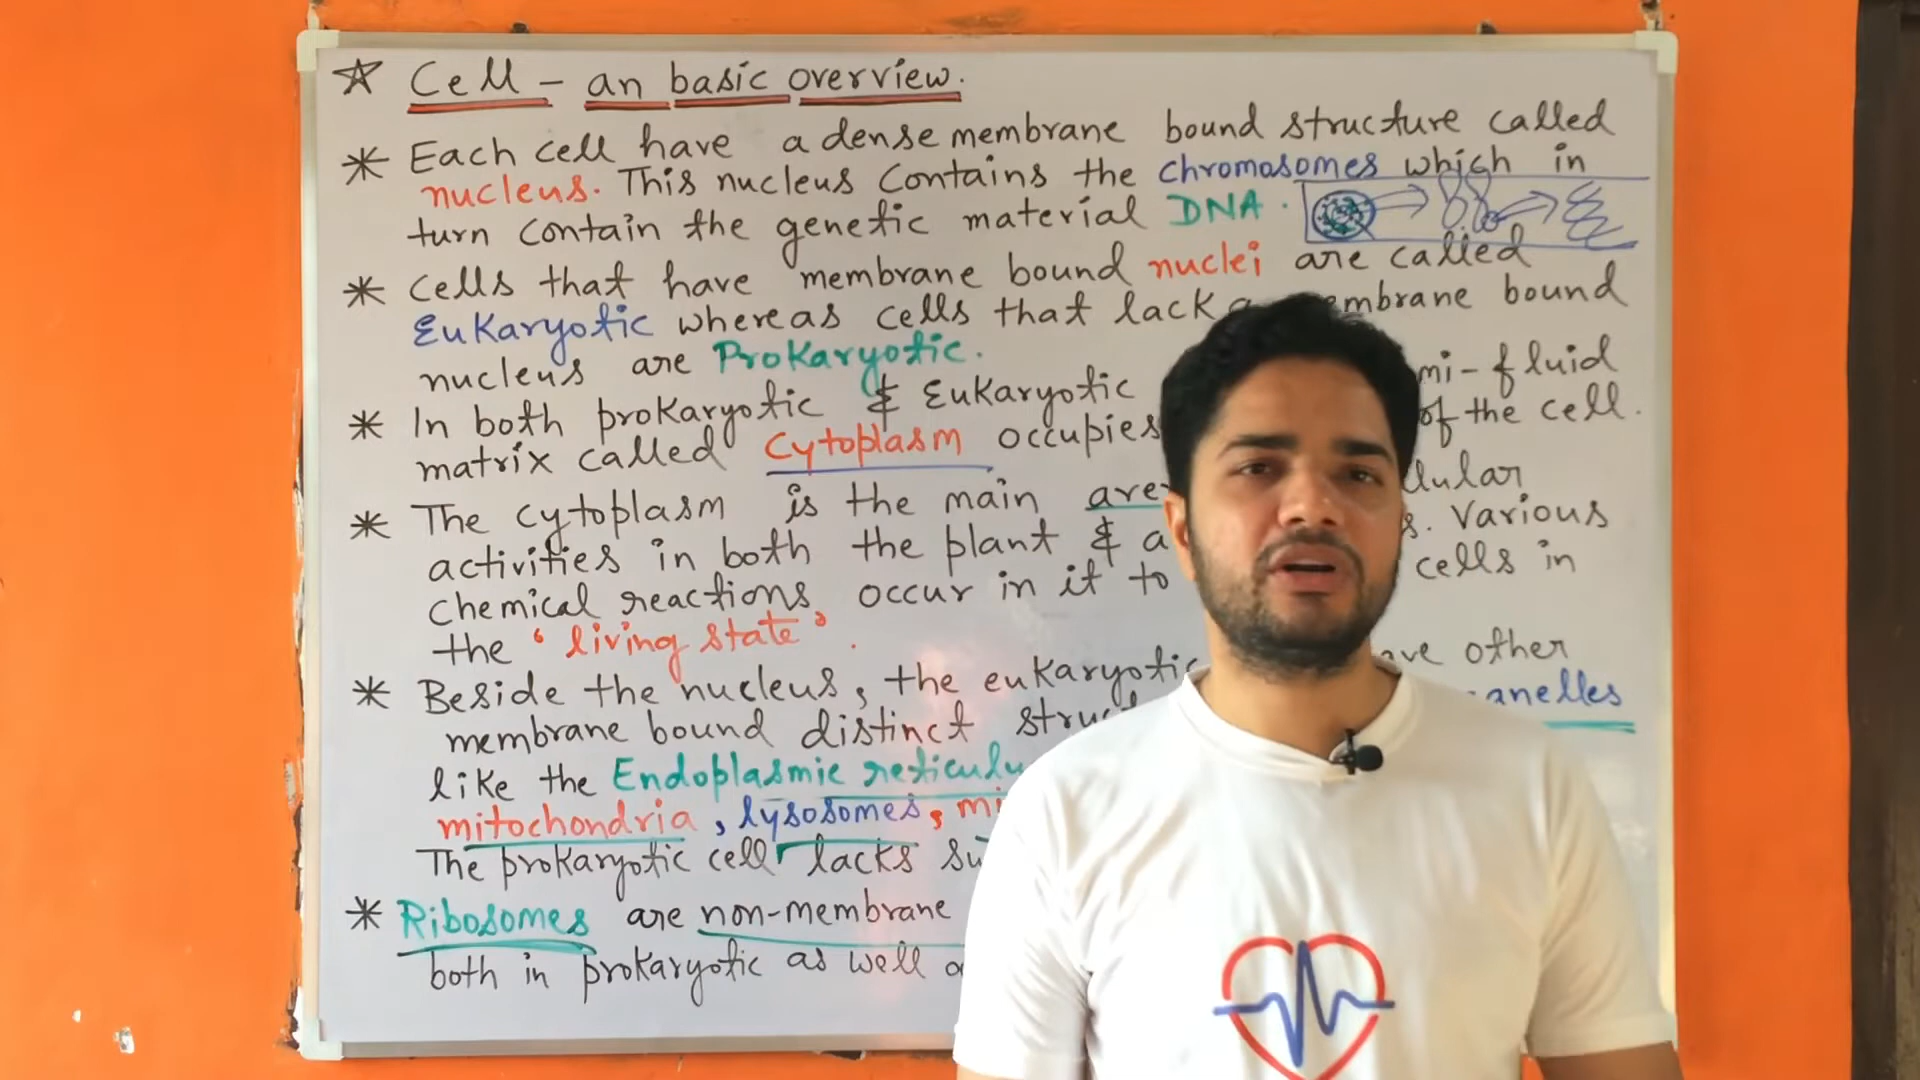 ☆ Cell - an basic overview.
* Each cell have a dense membrane bound structure called
nucleus. This nucleus contains the chromosomes which in
turn contain the genetic material DNA.
* Cells that have membrane bound nuclei are called
Eukaryotic whereas cells that lack a membrane bound
nucleus are Prokaryotic.
* In both prokaryotic & Eukaryotic mi-fluid
matrix called Cytoplasm occupies of the cell.
* The cytoplasm is the main are lular
activities in both the plant & a s. Various
chemical reactions occur in it to cells in
the 'living state'.
* Beside the nucleus, the eukaryotic ave other
membrane bound distinct struct anelles
like the Endoplasmic reticulu
mitochondria, lysosomes, mi
The prokaryotic cell lacks su
* Ribosomes are non-membrane
both in prokaryotic as well a